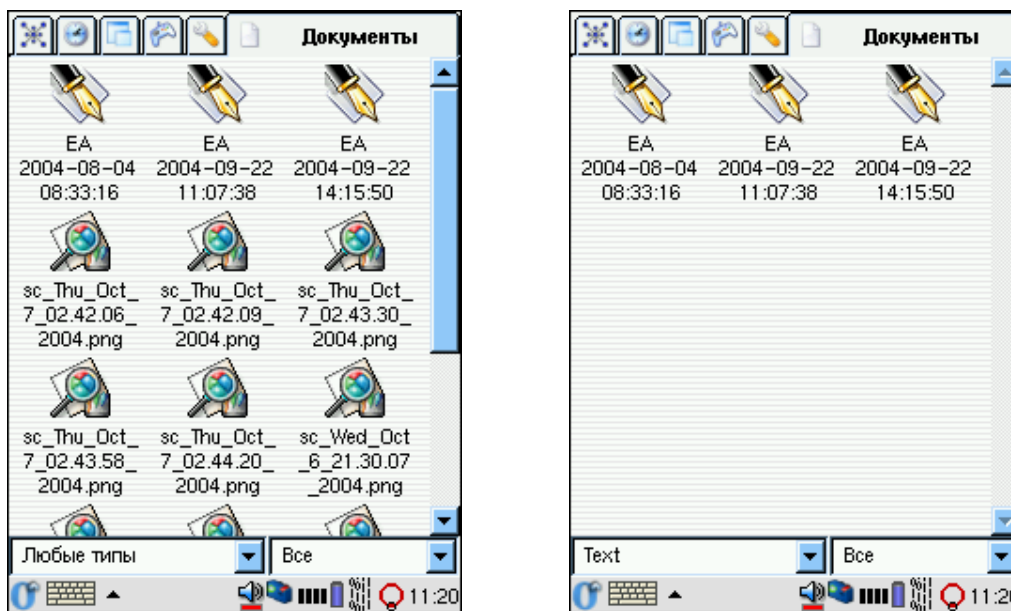 Документы
EA EA EA
2004-08-04 2004-09-22 2004-09-22
08:33:16 11:07:38 14:15:50
sc_Thu_Oct_ sc_Thu_Oct_ sc_Thu_Oct_
7_02.42.06_ 7_02.42.09_ 7_02.43.30_
2004.png 2004.png 2004.png
sc_Thu_Oct_ sc_Thu_Oct_ sc_Wed_Oct
7_02.43.58_ 7_02.44.20_ _6_21.30.07
2004.png 2004.png _2004.png
Любые типы Все
11:20
Документы
EA EA EA
2004-08-04 2004-09-22 2004-09-22
08:33:16 11:07:38 14:15:50
Text Все
11:20